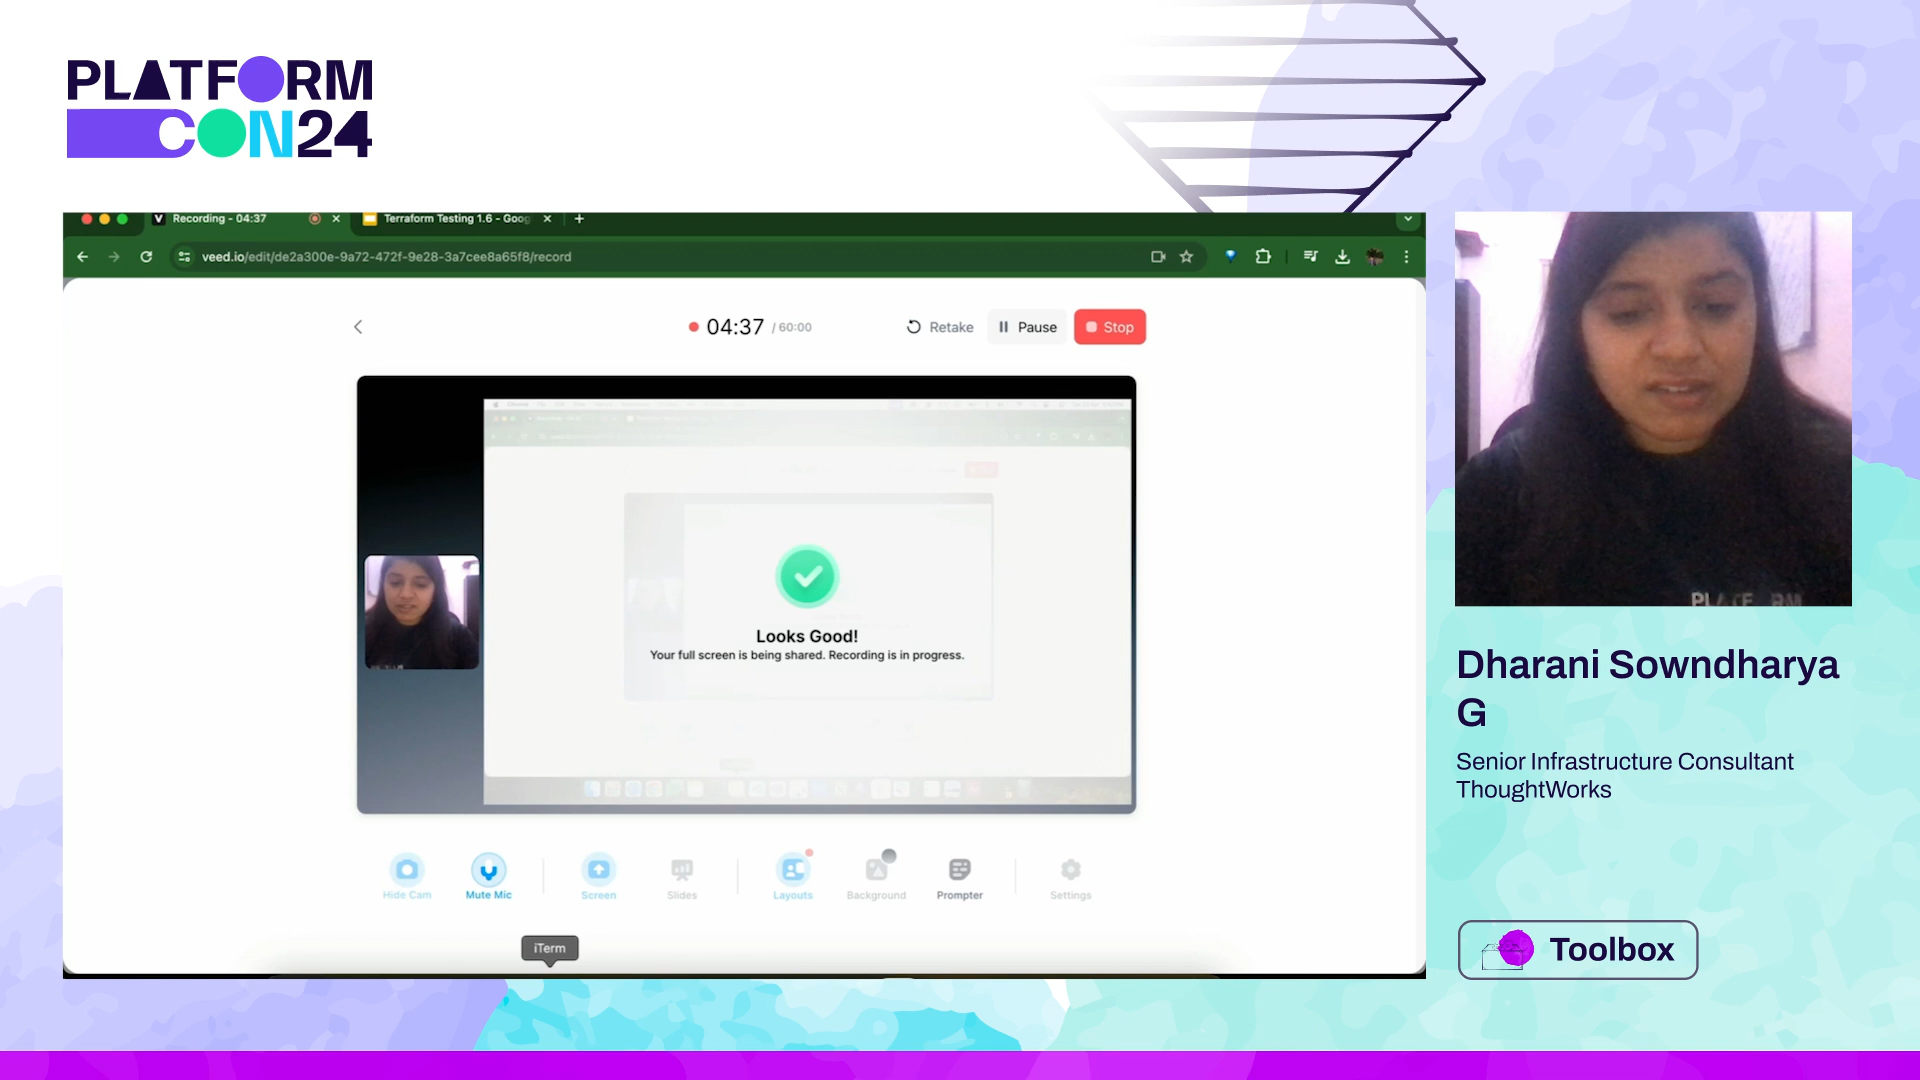 PLATFORM
CON24
Recording - 04:37
Terraform Testing 1.6 - Goog
veed.io/edit/de2a300e-9a72-472f-9e28-3a7cee8a65f8/record
04:37 / 60:00
Retake
Pause
Stop
Looks Good!
Your full screen is being shared. Recording is in progress.
Hide Cam
Mute Mic
Screen
Slides
Layouts
Background
Prompter
Settings
iTerm
Dharani Sowndharya
G
Senior Infrastructure Consultant
ThoughtWorks
Toolbox